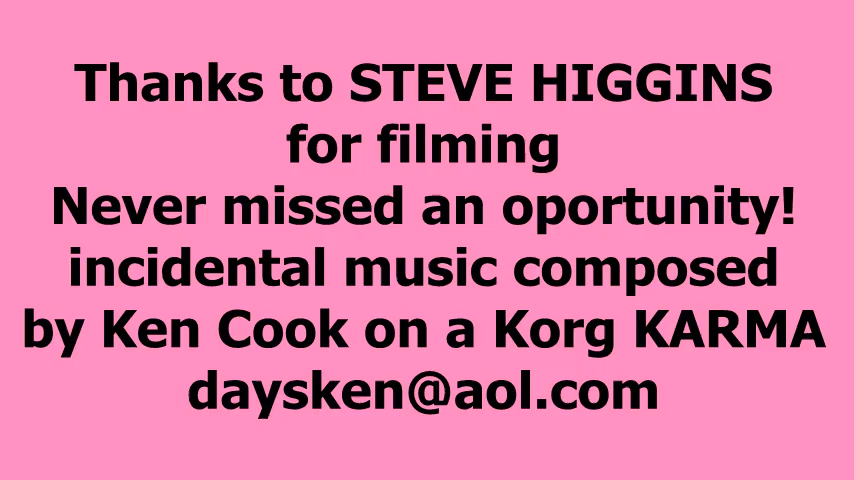 Thanks to STEVE HIGGINS
for filming
Never missed an oportunity!
incidental music composed
by Ken Cook on a Korg KARMA
daysken@aol.com